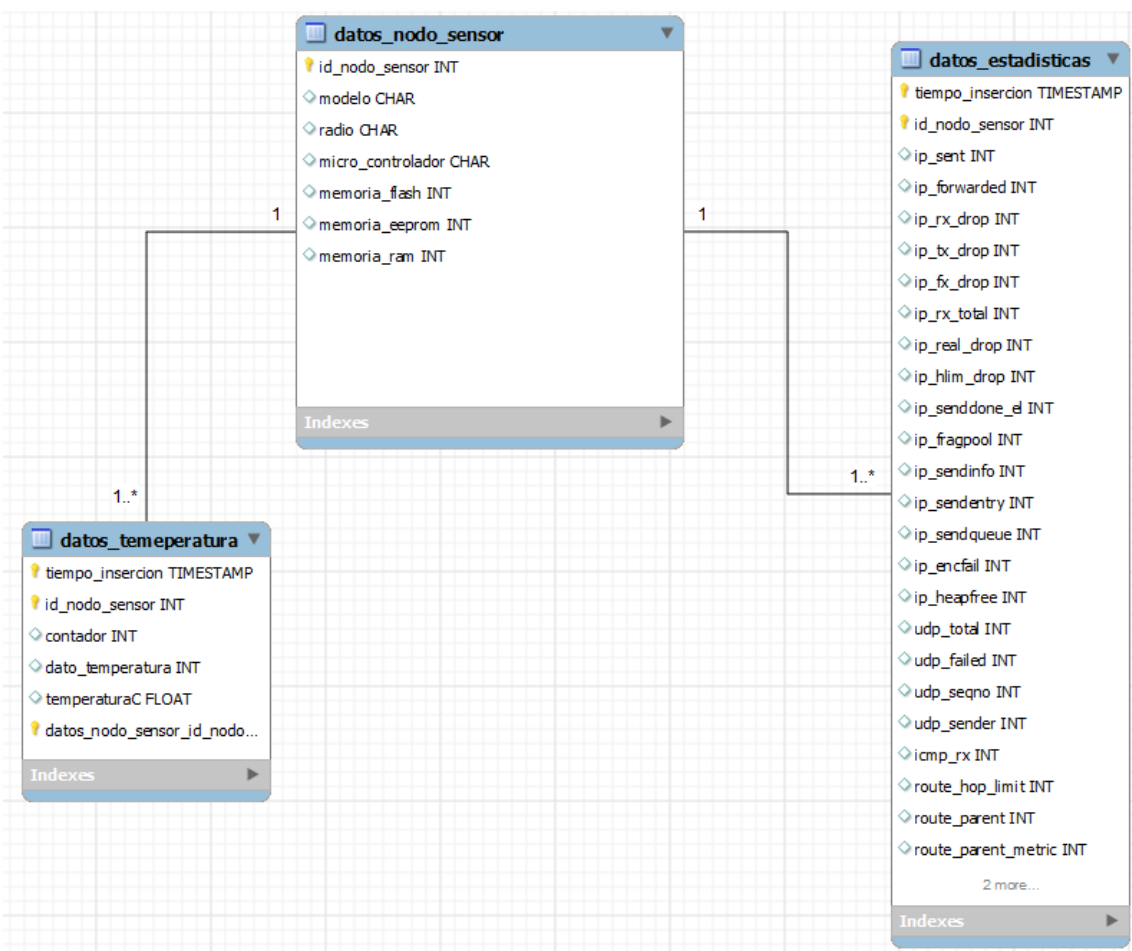 datos_nodo_sensor
id_nodo_sensor INT
modelo CHAR
radio CHAR
micro_controlador CHAR
memoria_flash INT
memoria_eeprom INT
memoria_ram INT
Indexes
1
1
1..*
1..*
datos_temeperatura
tiempo_insercion TIMESTAMP
id_nodo_sensor INT
contador INT
dato_temperatura INT
temperaturaC FLOAT
datos_nodo_sensor_id_nodo...
Indexes
datos_estadisticas
tiempo_insercion TIMESTAMP
id_nodo_sensor INT
ip_sent INT
ip_forwarded INT
ip_rx_drop INT
ip_tx_drop INT
ip_fx_drop INT
ip_rx_total INT
ip_real_drop INT
ip_hlim_drop INT
ip_senddone_el INT
ip_fragpool INT
ip_sendinfo INT
ip_sendentry INT
ip_sendqueue INT
ip_encfail INT
ip_heapfree INT
udp_total INT
udp_failed INT
udp_seqno INT
udp_sender INT
icmp_rx INT
route_hop_limit INT
route_parent INT
route_parent_metric INT
2 more...
Indexes